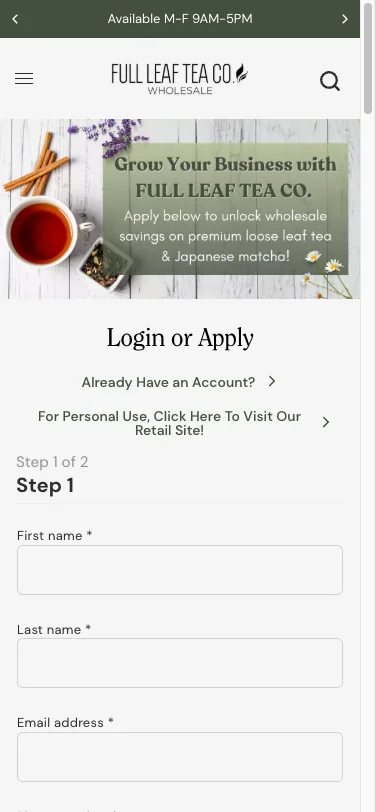 Available M-F 9AM-5PM
FULL LEAF TEA CO.
WHOLESALE
Grow Your Business with
FULL LEAF TEA CO.
Apply below to unlock wholesale
savings on premium loose leaf tea
& Japanese matcha!
Login or Apply
Already Have an Account?
For Personal Use, Click Here To Visit Our
Retail Site!
Step 1 of 2
Step 1
First name *
Last name *
Email address *